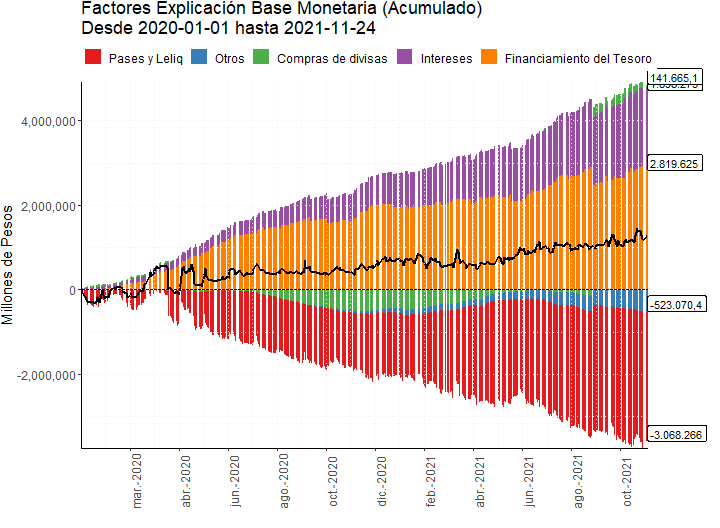 Factores Explicación Base Monetaria (Acumulado)
Desde 2020-01-01 hasta 2021-11-24
Pases y Leliq Otros Compras de divisas Intereses Financiamiento del Tesoro
Millones de Pesos
4,000,000
2,000,000
0
-2,000,000
141.665,1
2.819.625
-523.070,4
-3.068.266
mar.-2020
abr.-2020
jun.-2020
ago.-2020
oct.-2020
dic.-2020
feb.-2021
abr.-2021
jun.-2021
ago.-2021
oct.-2021